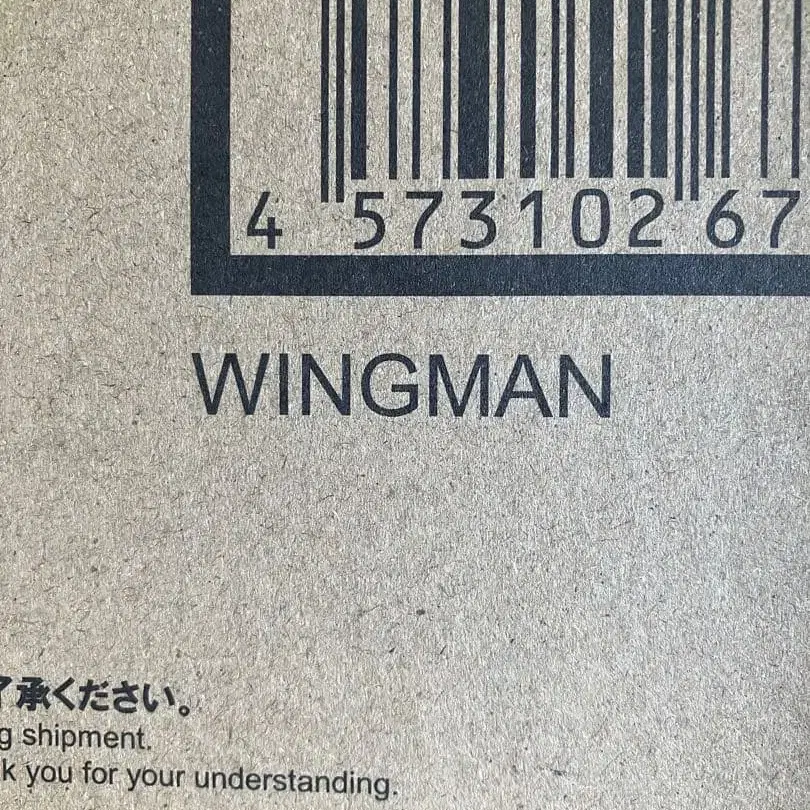 4 573102 67
WINGMAN
了承ください。
g shipment.
k you for your understanding.